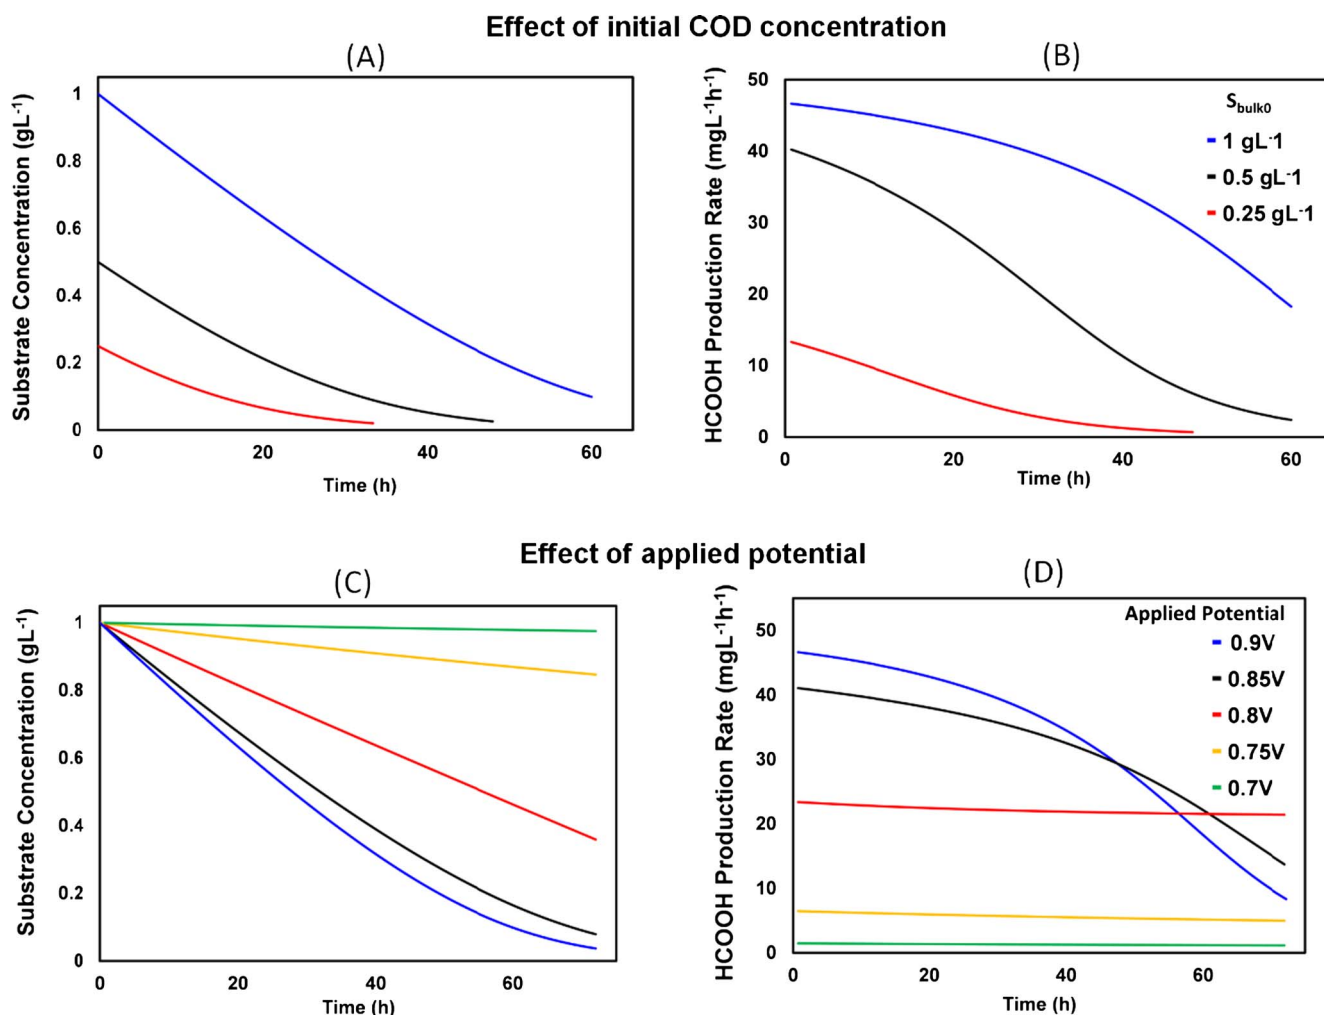 Effect of initial COD concentration
(A)
Substrate Concentration (gL⁻¹)
1
0.8
0.6
0.4
0.2
0
0 20 40 60
Time (h)
(B)
HCOOH Production Rate (mgL⁻¹h⁻¹)
50
40
30
20
10
0
0 20 40 60
Time (h)
S_bulk0
1 gL⁻1
0.5 gL⁻1
0.25 gL⁻1
Effect of applied potential
(C)
Substrate Concentration (gL⁻¹)
1
0.8
0.6
0.4
0.2
0
0 20 40 60
Time (h)
(D)
HCOOH Production Rate (mgL⁻¹h⁻¹)
50
40
30
20
10
0
0 20 40 60
Time (h)
Applied Potential
0.9V
0.85V
0.8V
0.75V
0.7V